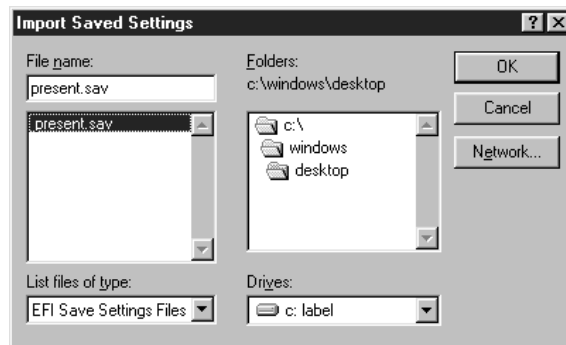 Import Saved Settings
File name:
present.sav
present.sav
List files of type:
EFI Save Settings Files
Folders:
c:\windows\desktop
c:\
windows
desktop
Drives:
c: label
OK
Cancel
Network...